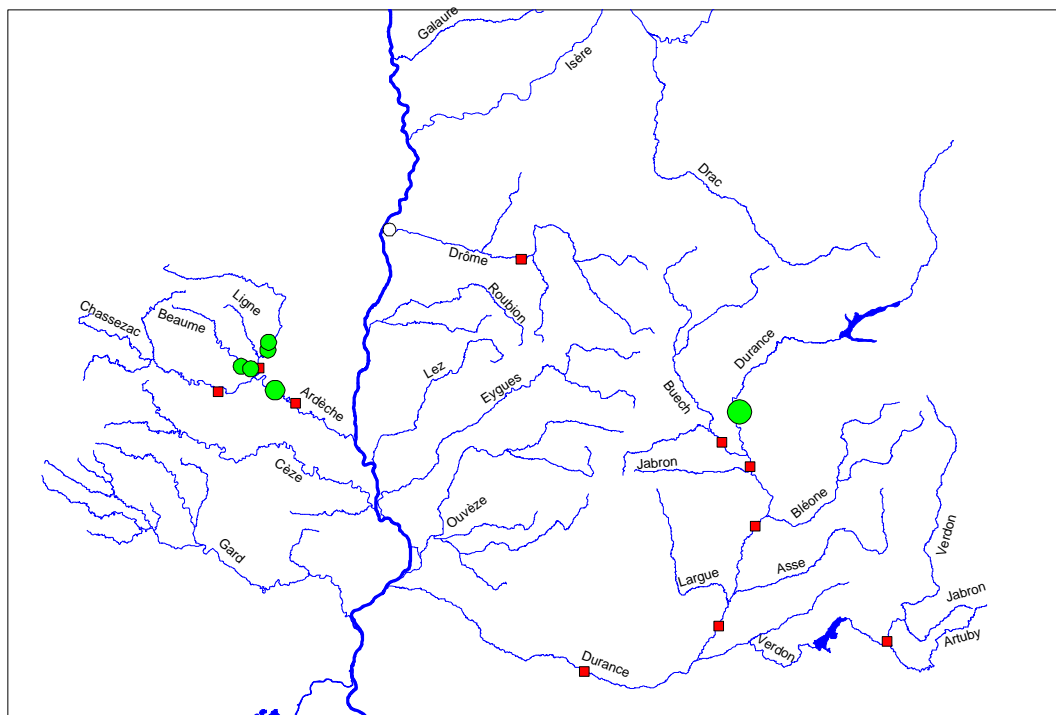 Galaure
Isère
Drac
Drôme
Ligne
Roubion
Chassezac
Beaume
Durance
Lez
Eygues
Buech
Ardèche
Jabron
Cèze
Ouvèze
Bléone
Verdon
Gard
Largue
Asse
Jabron
Artuby
Verdon
Durance